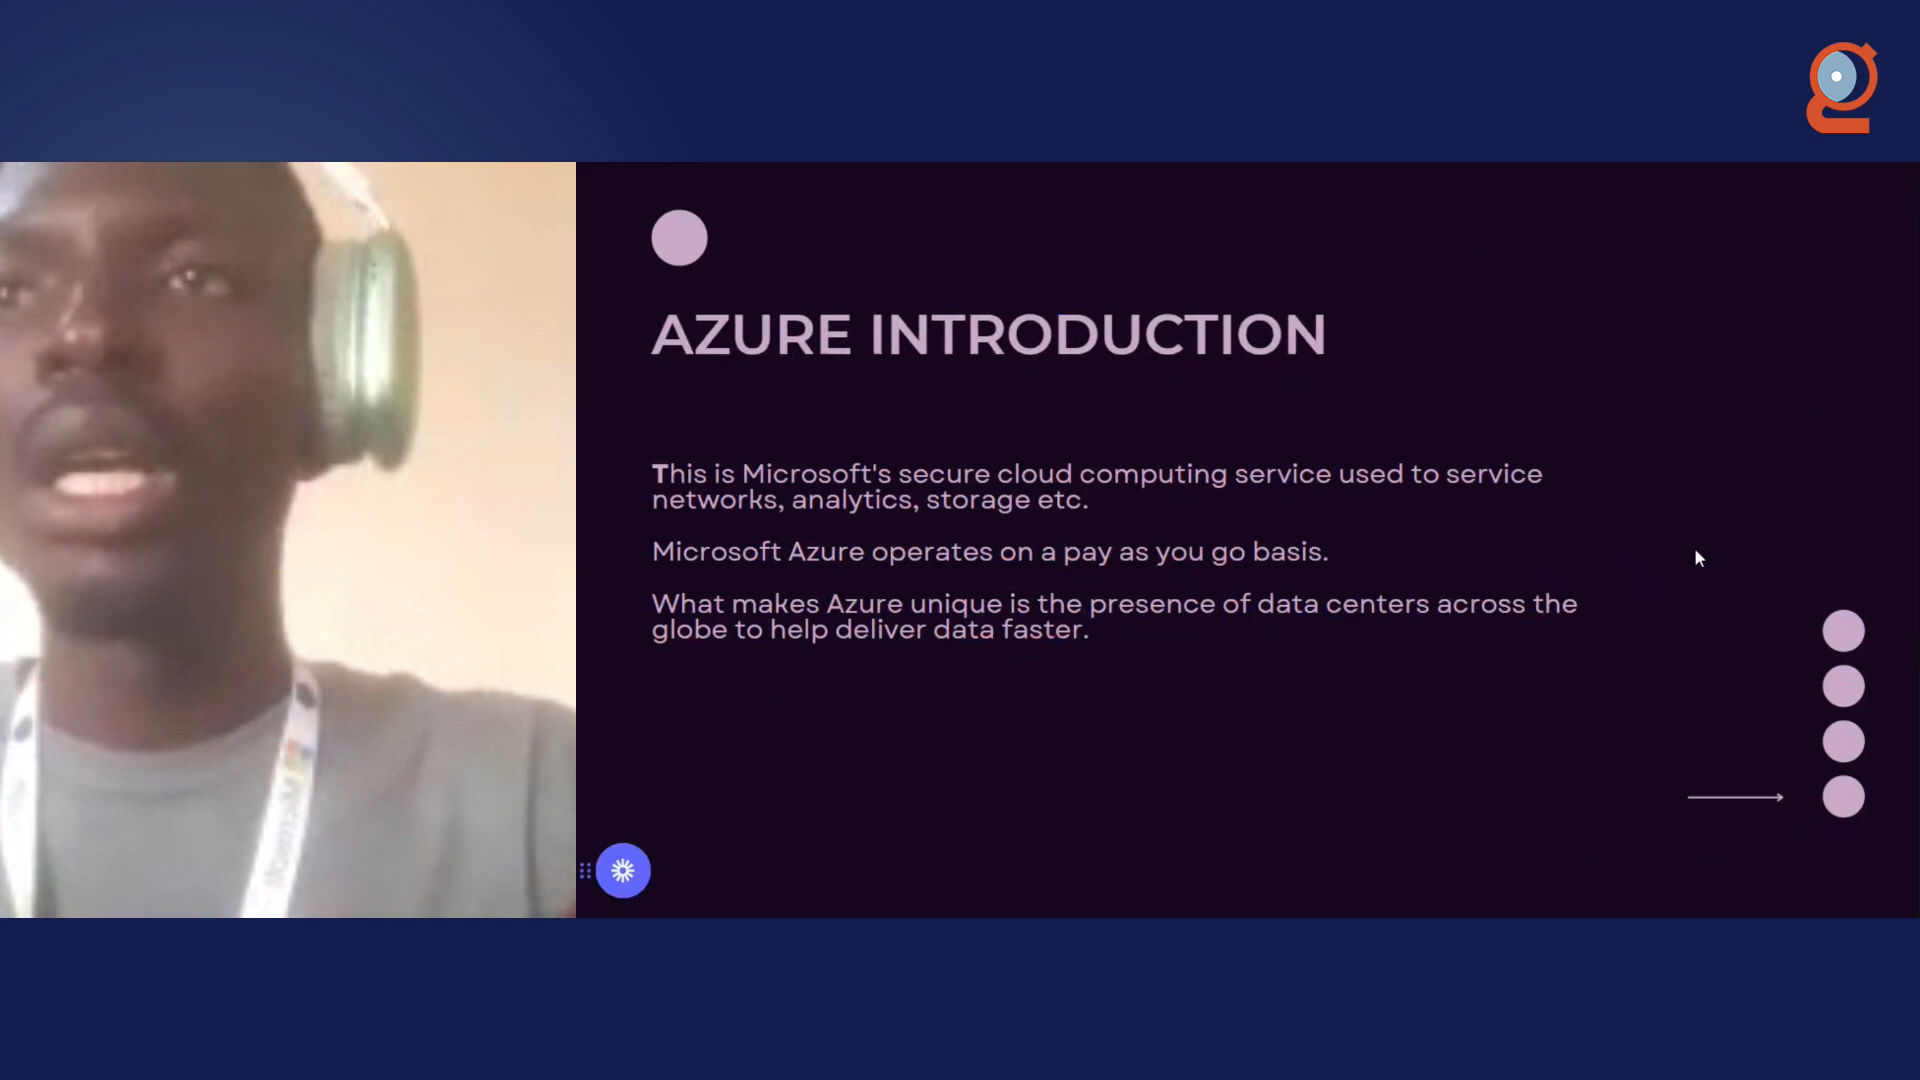 AZURE INTRODUCTION
This is Microsoft's secure cloud computing service used to service
networks, analytics, storage etc.
Microsoft Azure operates on a pay as you go basis.
What makes Azure unique is the presence of data centers across the
globe to help deliver data faster.
Microsoft